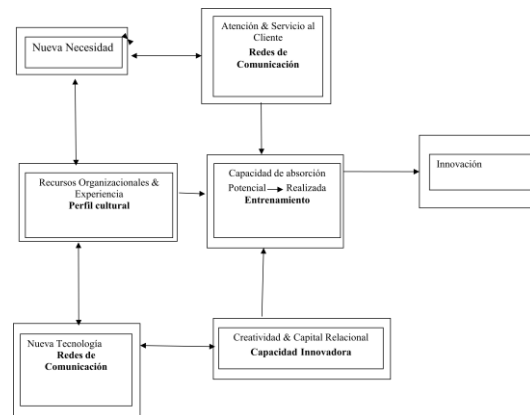 Nueva Necesidad
Atención & Servicio al
Cliente
Redes de
Comunicación
Recursos Organizacionales &
Experiencia
Perfil cultural
Capacidad de absorción
Potencial Realizada
Entrenamiento
Innovación
Nueva Tecnología
Redes de
Comunicación
Creatividad & Capital Relacional
Capacidad Innovadora